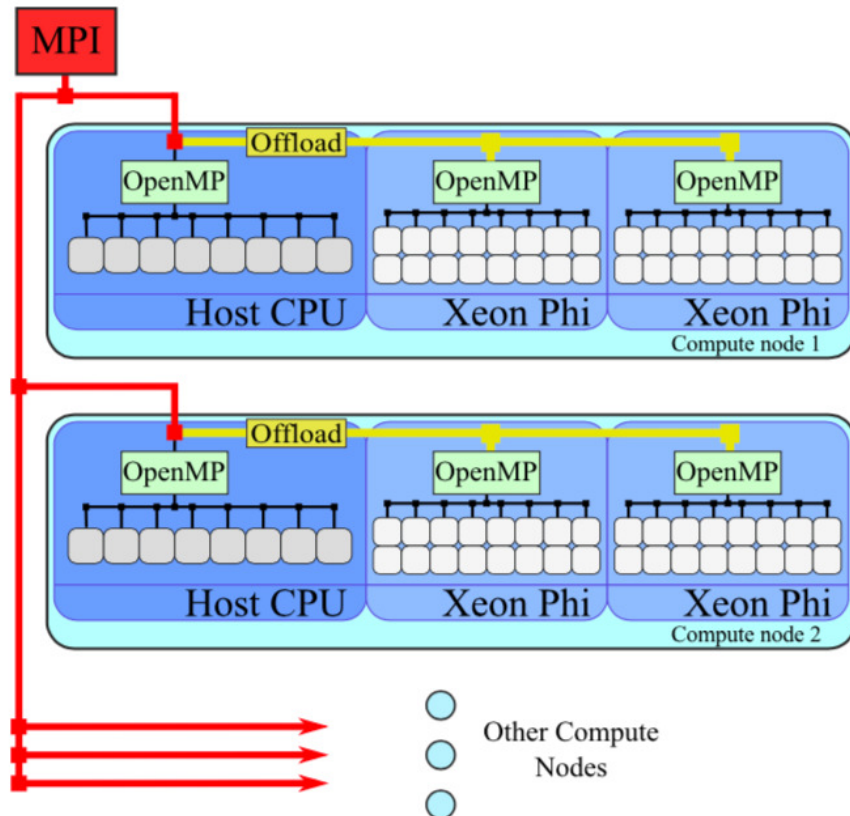 MPI
Offload
OpenMP OpenMP OpenMP
Host CPU Xeon Phi Xeon Phi
Compute node 1
Offload
OpenMP OpenMP OpenMP
Host CPU Xeon Phi Xeon Phi
Compute node 2
Other Compute
Nodes